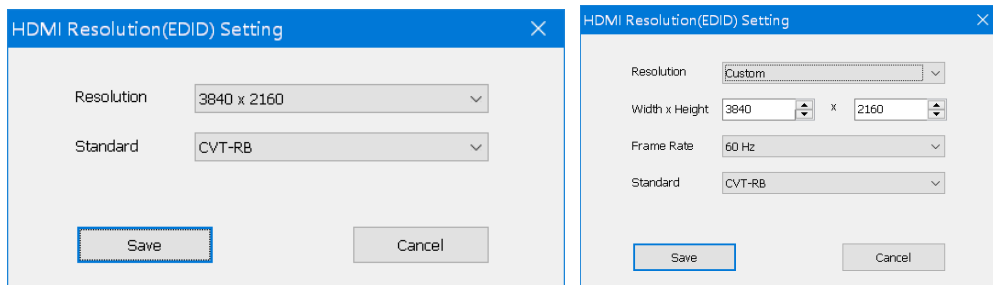 HDMI Resolution(EDID) Setting
Resolution 3840 x 2160
Standard CVT-RB
Save Cancel
HDMI Resolution(EDID) Setting
Resolution Custom
Width x Height 3840 x 2160
Frame Rate 60 Hz
Standard CVT-RB
Save Cancel